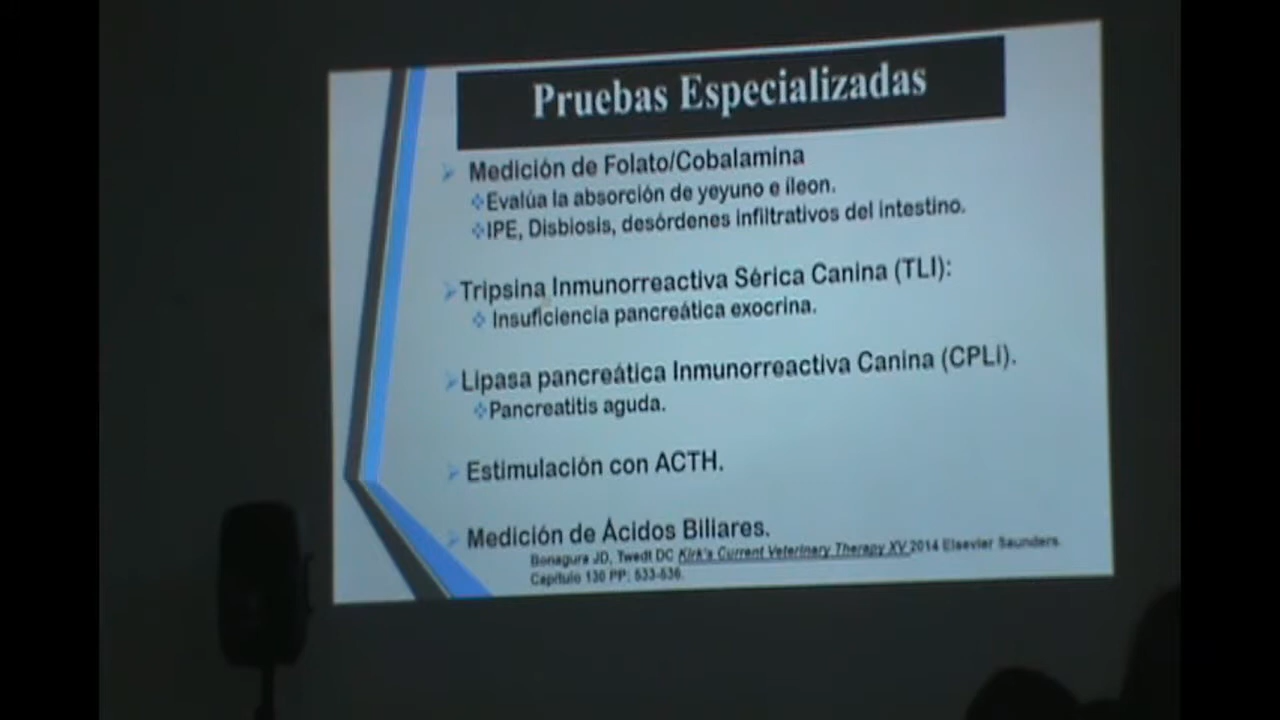 Pruebas Especializadas
Medición de Folato/Cobalamina
Evalúa la absorción de yeyuno e íleon.
IPE, Disbiosis, desórdenes infiltrativos del intestino.
Tripsina Inmunorreactiva Sérica Canina (TLI):
Insuficiencia pancreática exocrina.
Lipasa pancreática Inmunorreactiva Canina (CPLi).
Pancreatitis aguda.
Estimulación con ACTH.
Medición de Ácidos Biliares.
Bonagura JD, Twedt DC Kirk's Current Veterinary Therapy XV 2014 Elsevier Saunders.
Capítulo 130 PP: 533-536.